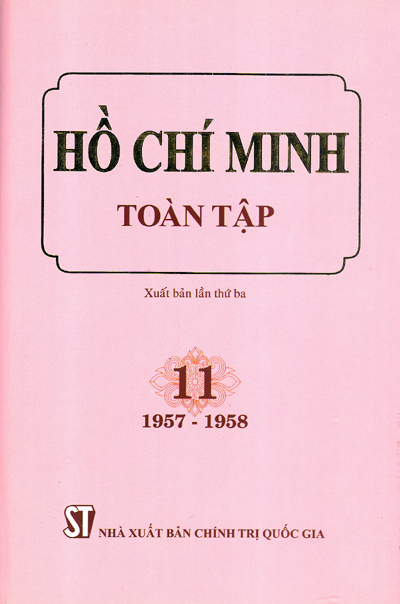 HỒ CHÍ MINH
TOÀN TẬP
Xuất bản lần thứ ba
11
1957 - 1958
ST NHÀ XUẤT BẢN CHÍNH TRỊ QUỐC GIA